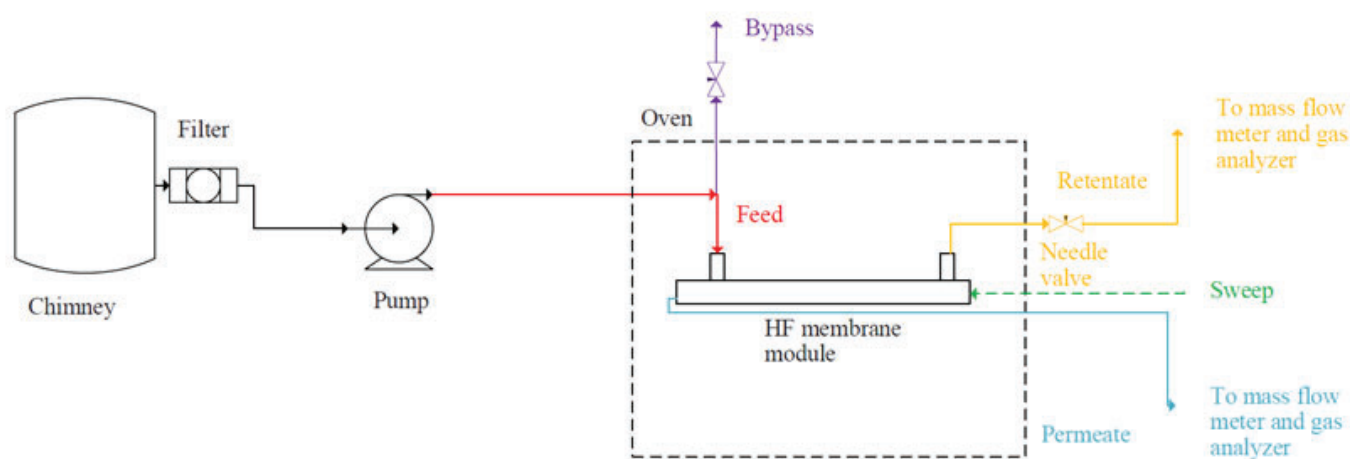 Bypass
Filter
Oven
To mass flow
meter and gas
analyzer
Retentate
Feed
Needle
valve
Chimney
Pump
Sweep
HF membrane
module
Permeate
To mass flow
meter and gas
analyzer